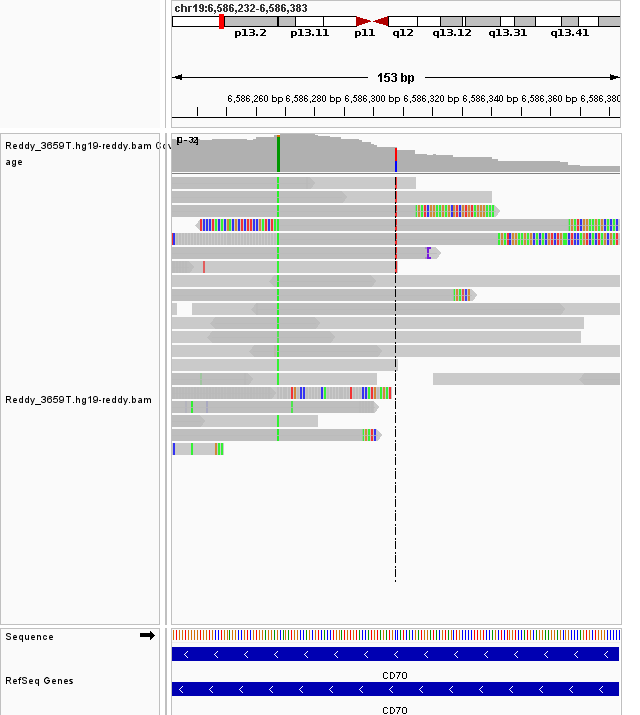 chr19:6,586,232-6,586,383
p13.2 p13.11 p11 q12 q13.12 q13.31 q13.41
153 bp
6,586,260 bp 6,586,280 bp 6,586,300 bp 6,586,320 bp 6,586,340 bp 6,586,360 bp 6,586,380
Reddy_3659T.hg19-reddy.bam Cov
age
[0-32]
Reddy_3659T.hg19-reddy.bam
Sequence
CD70
RefSeq Genes
CD70